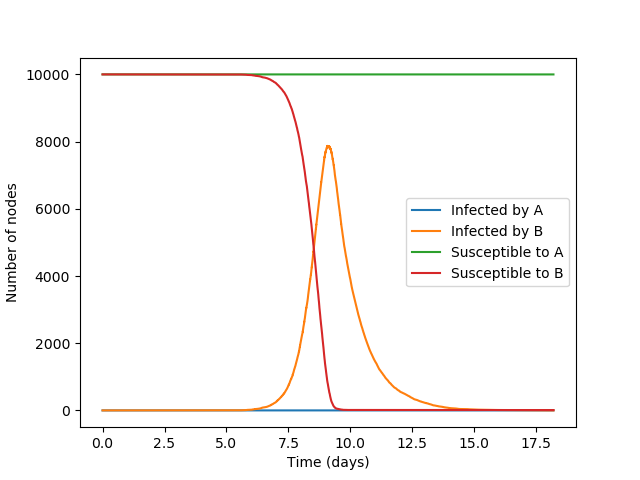 10000
8000
6000
4000
2000
0
Number of nodes
0.0 2.5 5.0 7.5 10.0 12.5 15.0 17.5
Time (days)
Infected by A
Infected by B
Susceptible to A
Susceptible to B